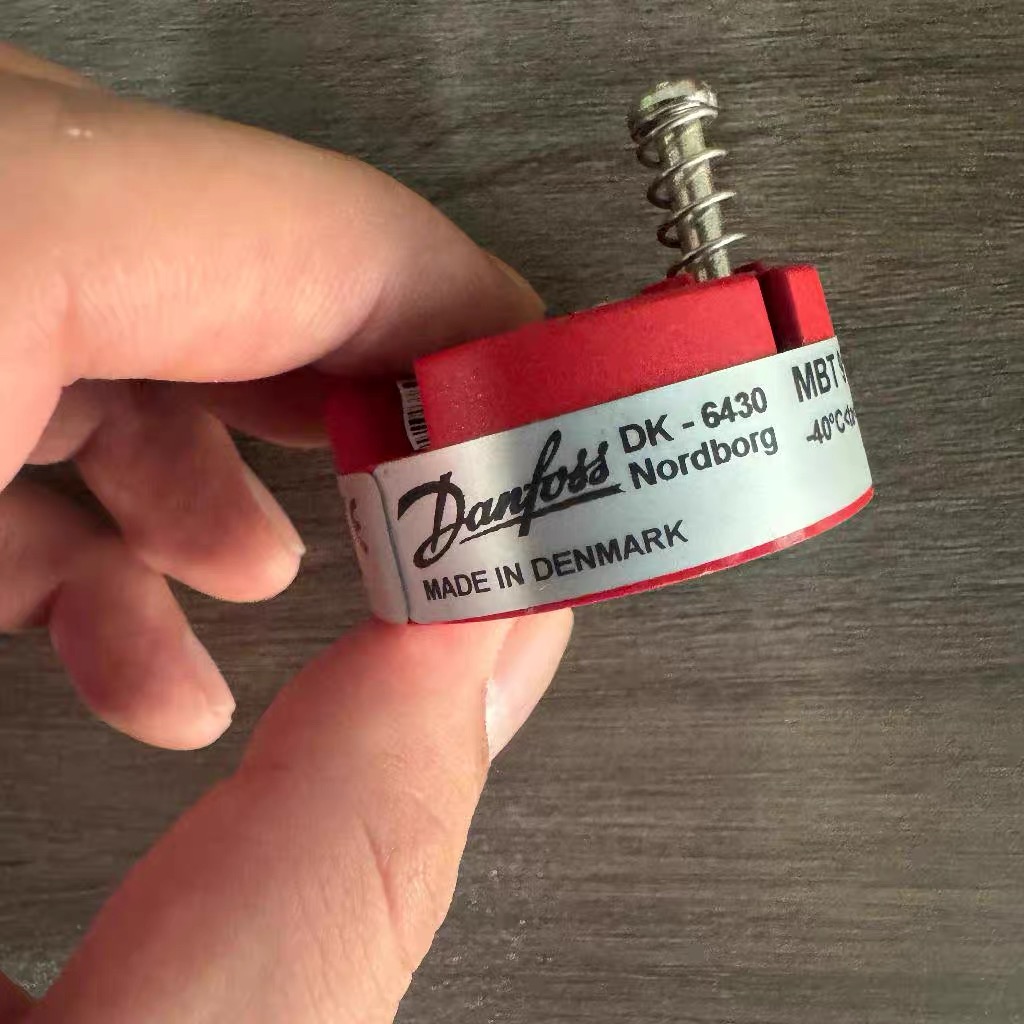 Danfoss
DK - 6430
Nordborg
MADE IN DENMARK
MBT
-40°C